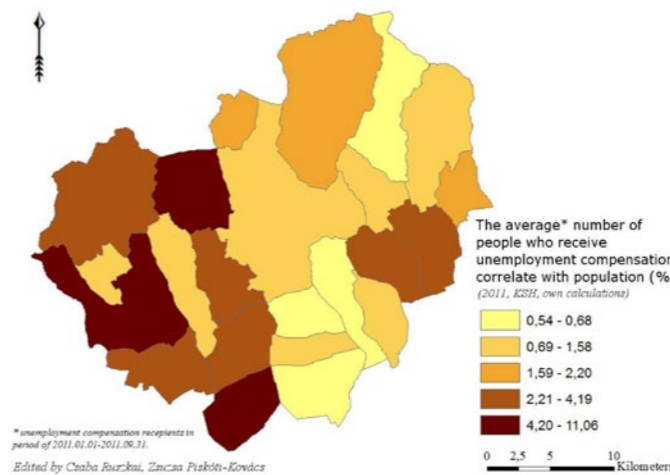 The average* number of
people who receive
unemployment compensation
correlate with population (%
(2011, KSH, own calculations)
0,54 - 0,68
0,69 - 1,58
1,59 - 2,20
2,21 - 4,19
4,20 - 11,06
* unemployment compensation recepients in
period of 2011.01.01-2011.09.31.
Edited by Csaba Ruszkai, Zsuzsa Piskóti-Kovács
0 2,5 5 10
Kilometers